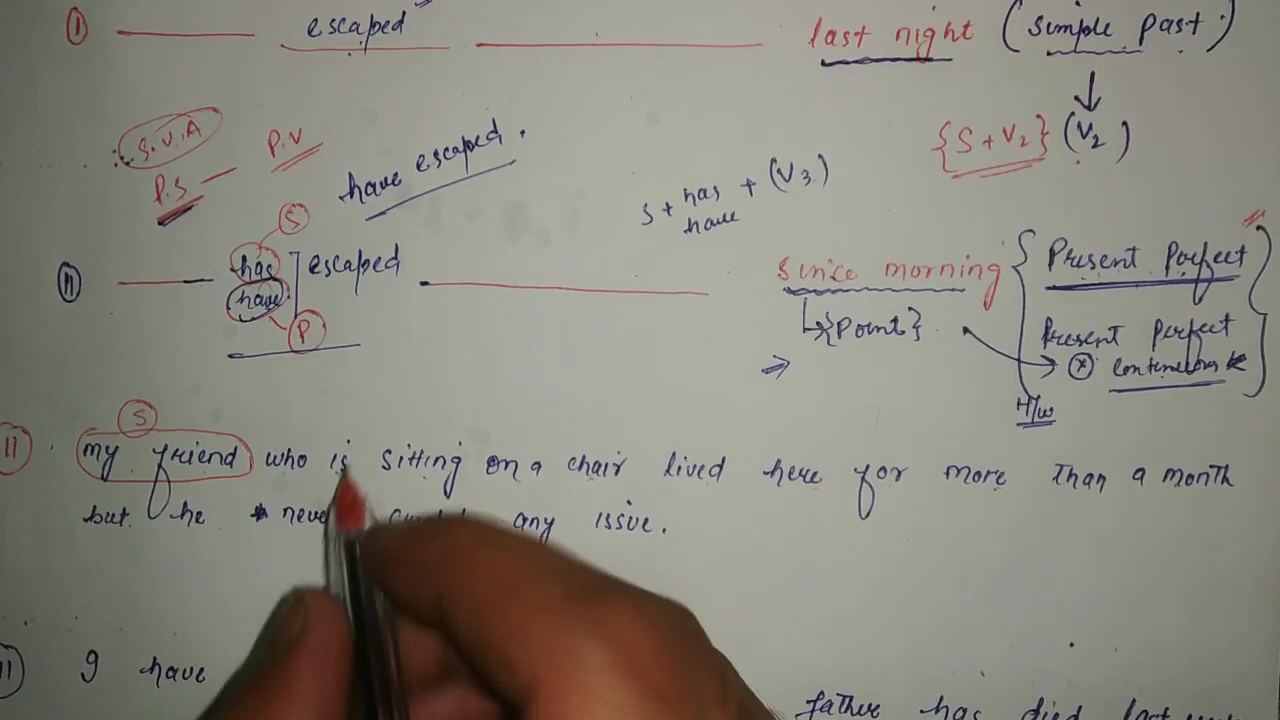 ① escaped last night (simple past)
S.V.A P.V have escaped. {S + V2} (V2)
P.S S + has have + (V3)
S
⑪ has escaped since morning { Present Perfect }
have P {Point} Present Perfect
⇒ continuous
H/w
S
11 my friend who is sitting on a chair lived here for more than a month
but he never any issue.
I have father has died last